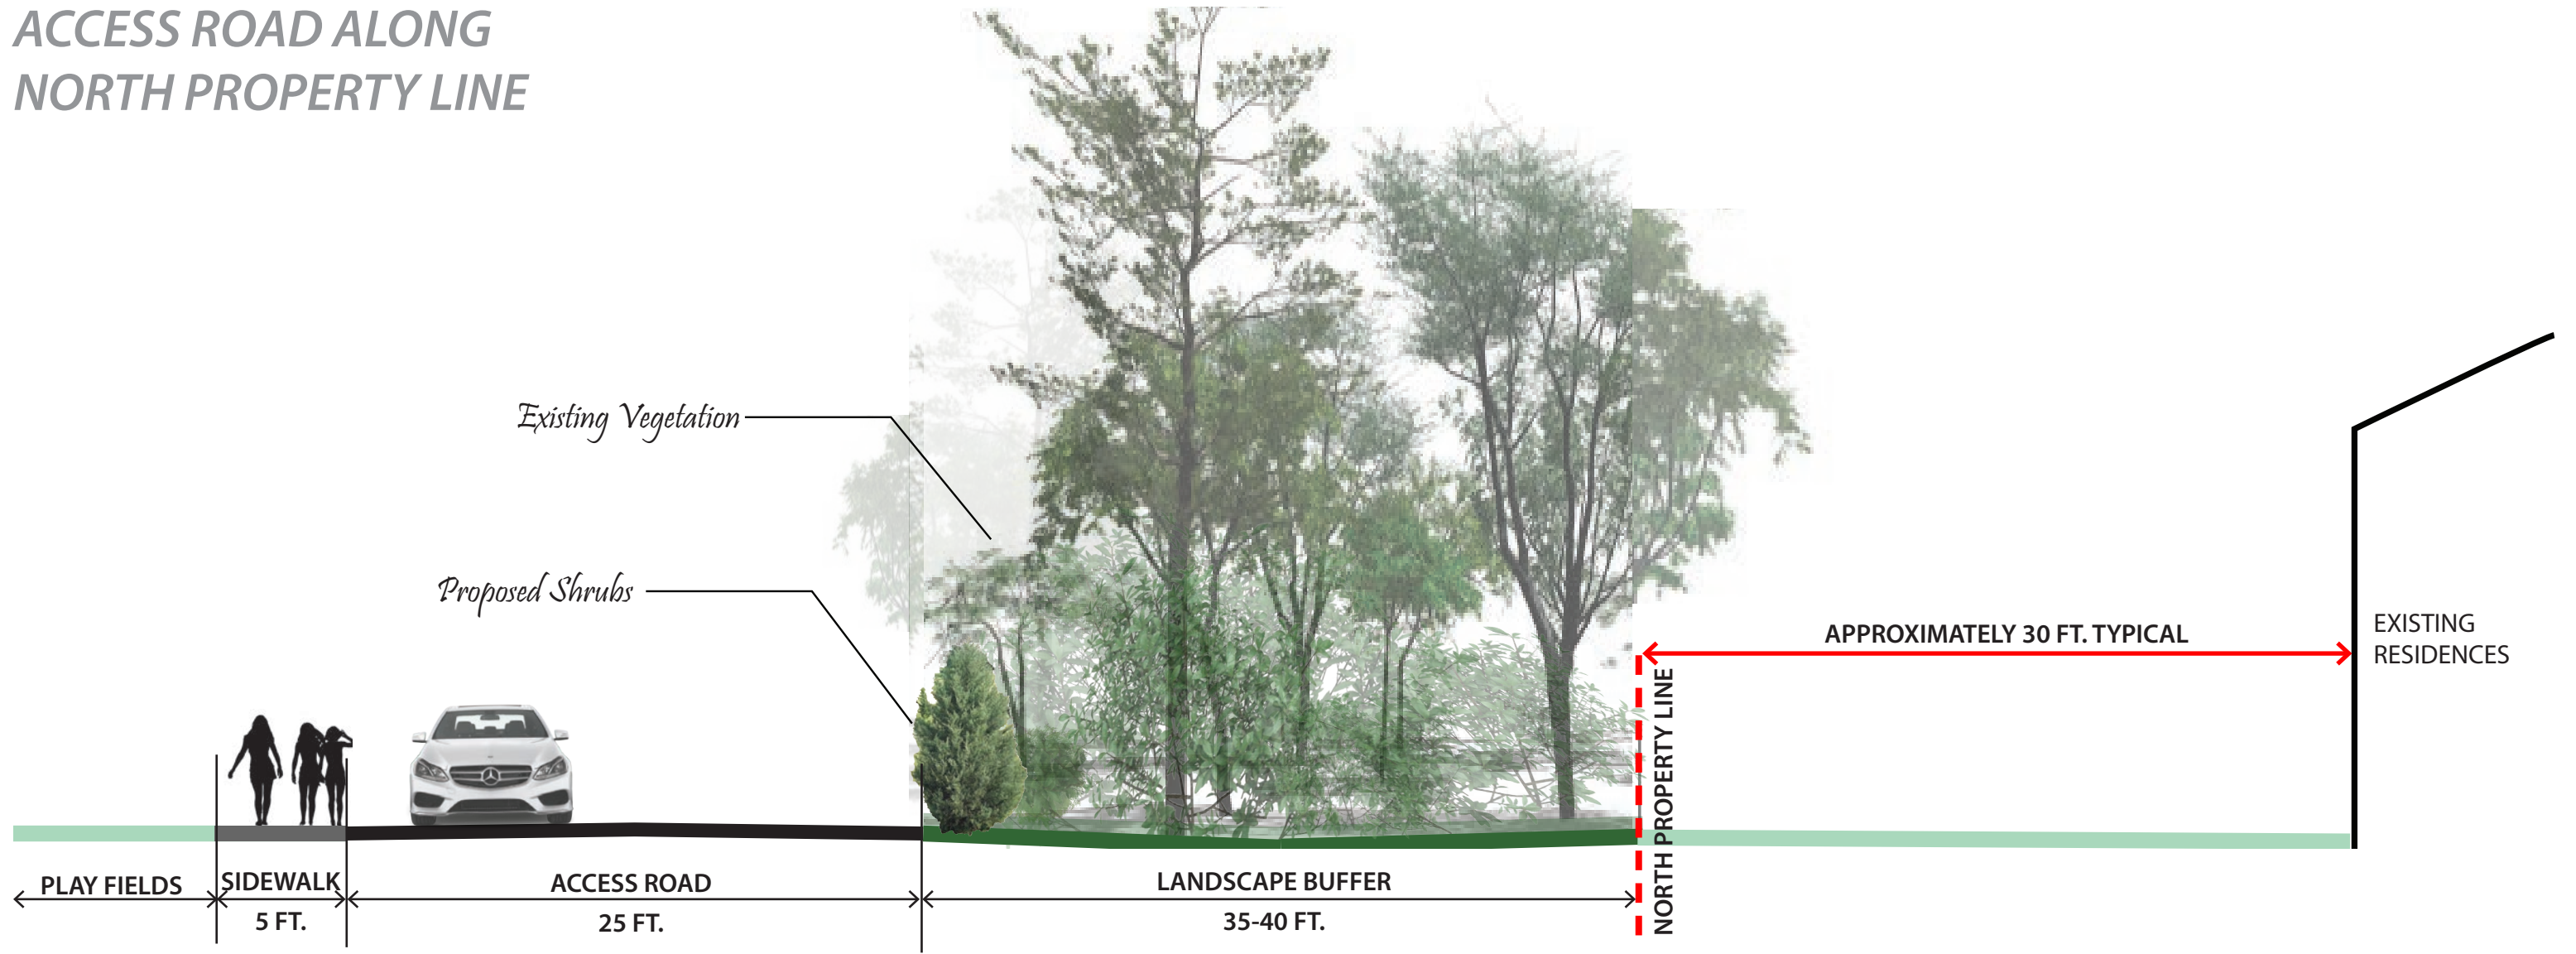 ACCESS ROAD ALONG
NORTH PROPERTY LINE
Existing Vegetation
Proposed Shrubs
APPROXIMATELY 30 FT. TYPICAL
EXISTING
RESIDENCES
NORTH PROPERTY LINE
PLAY FIELDS
SIDEWALK
5 FT.
ACCESS ROAD
25 FT.
LANDSCAPE BUFFER
35-40 FT.